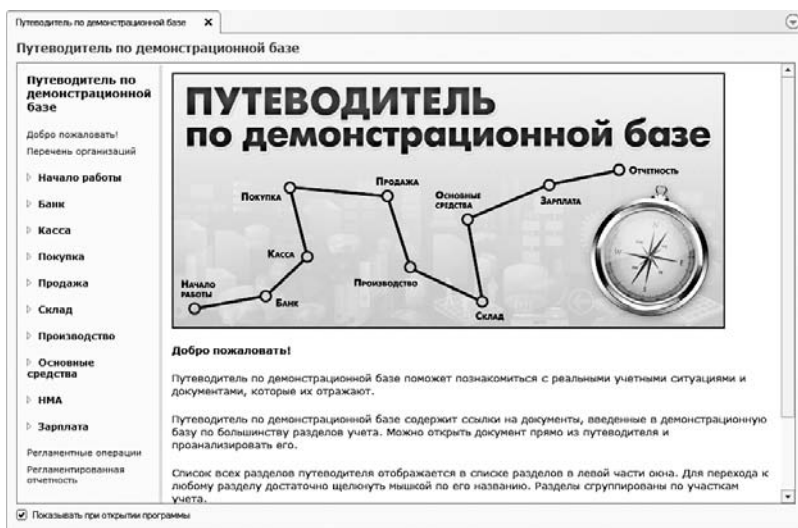 Путеводитель по демонстрационной базе
Путеводитель по демонстрационной базе
Путеводитель по
демонстрационной
базе
Добро пожаловать!
Перечень организаций
Начало работы
Банк
Касса
Покупка
Продажа
Склад
Производство
Основные
средства
НМА
Зарплата
Регламентные операции
Регламентированная
отчетность
ПУТЕВОДИТЕЛЬ
по демонстрационной базе
Начало
работы
Банк
Касса
Покупка
Продажа
Производство
Склад
Основные
средства
Зарплата
Отчетность
Добро пожаловать!
Путеводитель по демонстрационной базе поможет познакомиться с реальными учетными ситуациями и
документами, которые их отражают.
Путеводитель по демонстрационной базе содержит ссылки на документы, введенные в демонстрационную
базу по большинству разделов учета. Можно открыть документ прямо из путеводителя и
проанализировать его.
Список всех разделов путеводителя отображается в списке разделов в левой части окна. Для перехода к
любому разделу достаточно щелкнуть мышкой по его названию. Разделы сгруппированы по участкам
учета.
Показывать при открытии программы